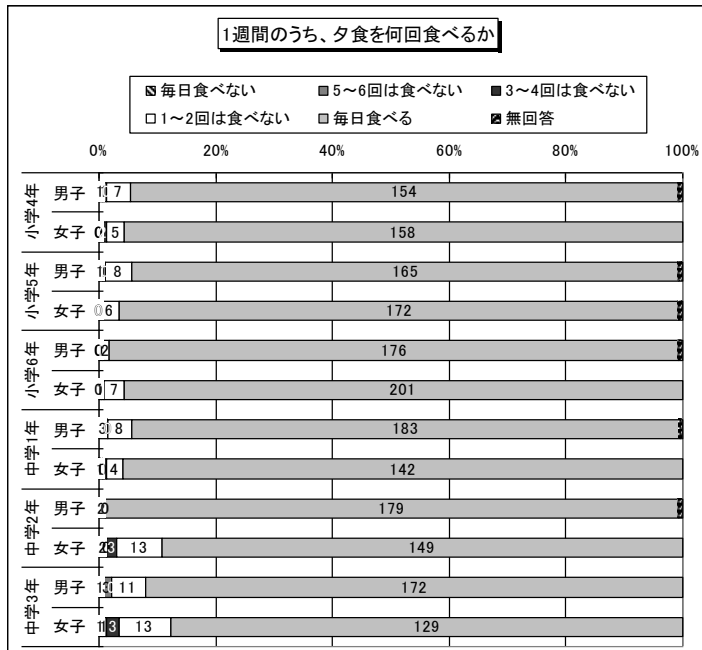 1週間のうち、夕食を何回食べるか
毎日食べない 5～6回は食べない 3～4回は食べない
1～2回は食べない 毎日食べる 無回答
0% 20% 40% 60% 80% 100%
小学4年
男子 7 154
女子 5 158
小学5年
男子 8 165
女子 6 172
小学6年
男子 2 176
女子 7 201
中学1年
男子 3 8 183
女子 4 142
中学2年
男子 179
女子 3 13 149
中学3年
男子 11 172
女子 3 13 129